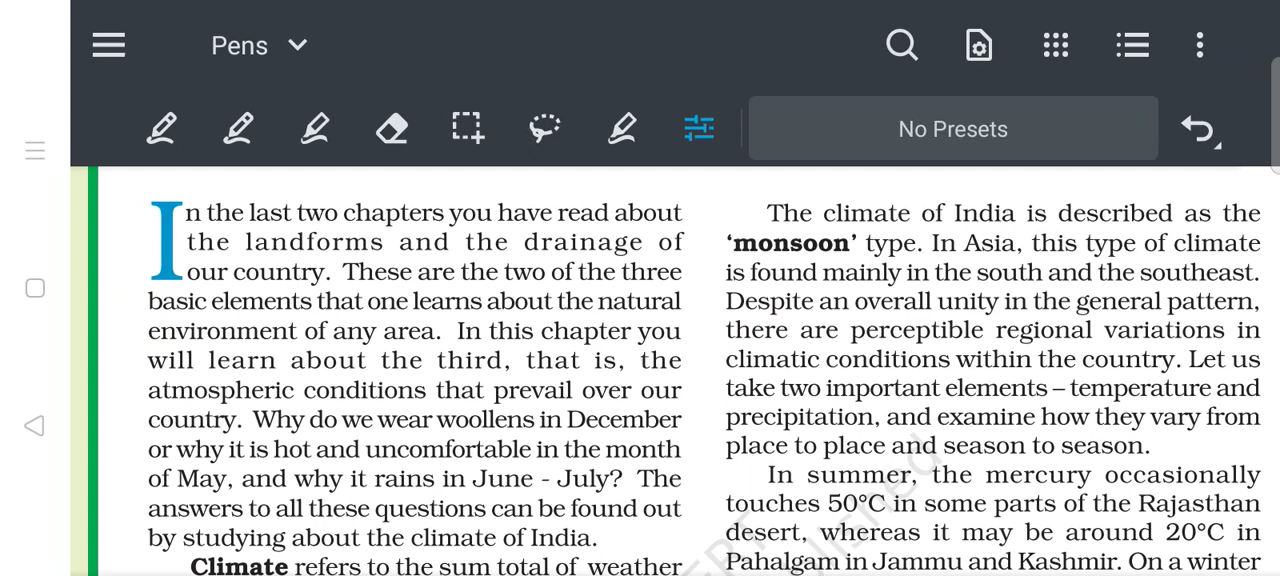 Pens
No Presets
In the last two chapters you have read about
the landforms and the drainage of
our country. These are the two of the three
basic elements that one learns about the natural
environment of any area. In this chapter you
will learn about the third, that is, the
atmospheric conditions that prevail over our
country. Why do we wear woollens in December
or why it is hot and uncomfortable in the month
of May, and why it rains in June - July? The
answers to all these questions can be found out
by studying about the climate of India.
Climate refers to the sum total of weather
The climate of India is described as the
‘monsoon’ type. In Asia, this type of climate
is found mainly in the south and the southeast.
Despite an overall unity in the general pattern,
there are perceptible regional variations in
climatic conditions within the country. Let us
take two important elements – temperature and
precipitation, and examine how they vary from
place to place and season to season.
In summer, the mercury occasionally
touches 50°C in some parts of the Rajasthan
desert, whereas it may be around 20°C in
Pahalgam in Jammu and Kashmir. On a winter